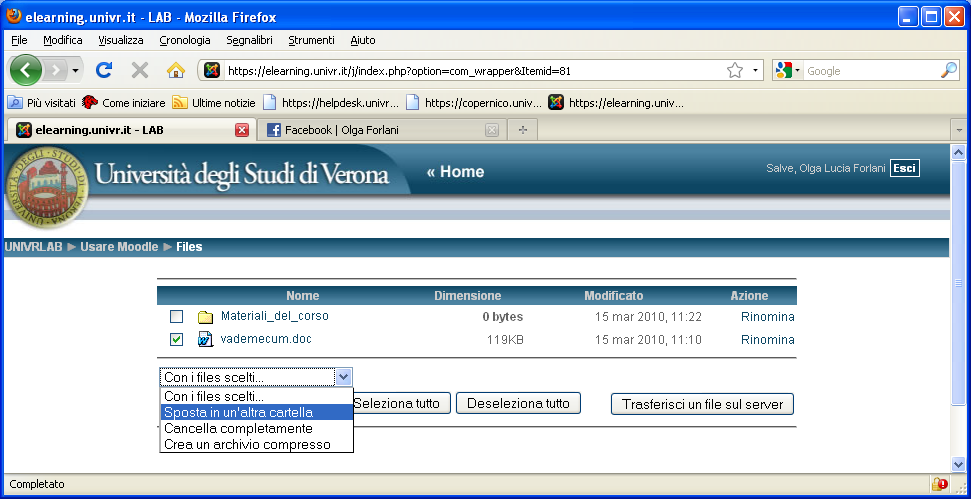 elearning.univr.it - LAB - Mozilla Firefox
File Modifica Visualizza Cronologia Segnalibri Strumenti Aiuto
https://elearning.univr.it/j/index.php?option=com_wrapper&Itemid=81 Google
Più visitati Come iniziare Ultime notizie https://helpdesk.univr... https://copernico.univ... https://elearning.univ...
elearning.univr.it - LAB Facebook | Olga Forlani
Università degli Studi di Verona « Home Salve, Olga Lucia Forlani Esci
UNIVRLAB ► Usare Moodle ► Files
Nome Dimensione Modificato Azione
Materiali_del_corso 0 bytes 15 mar 2010, 11:22 Rinomina
vademecum.doc 119KB 15 mar 2010, 11:10 Rinomina
Con i files scelti...
Con i files scelti...
Sposta in un'altra cartella
Cancella completamente
Crea un archivio compresso
Seleziona tutto Deseleziona tutto Trasferisci un file sul server
Completato